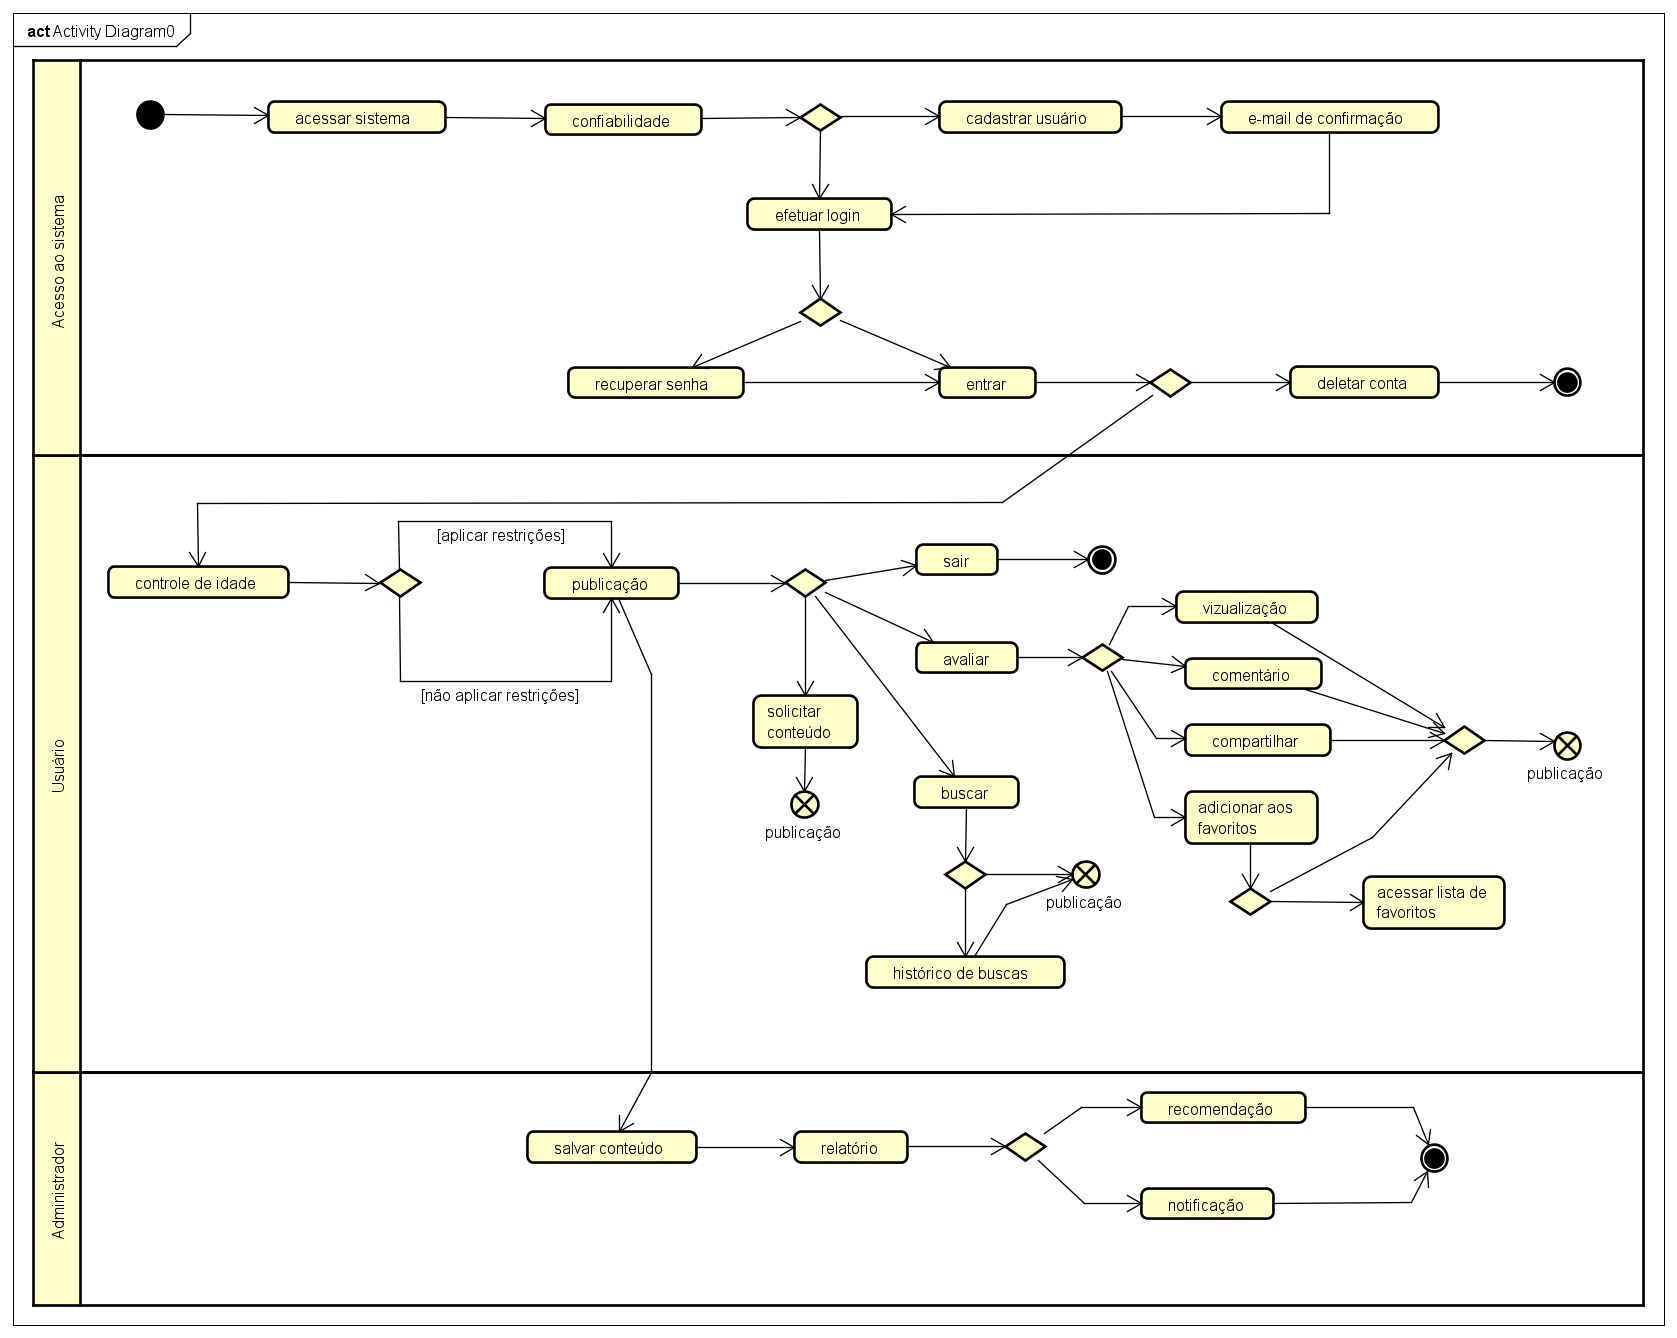 act Activity Diagram0
Acesso ao sistema
acessar sistema
confiabilidade
cadastrar usuário
e-mail de confirmação
efetuar login
recuperar senha
entrar
deletar conta
Usuário
controle de idade
[aplicar restrições]
[não aplicar restrições]
publicação
sair
avaliar
solicitar
conteúdo
publicação
buscar
publicação
histórico de buscas
vizualização
comentário
compartilhar
adicionar aos
favoritos
acessar lista de
favoritos
publicação
Administrador
salvar conteúdo
relatório
recomendação
notificação